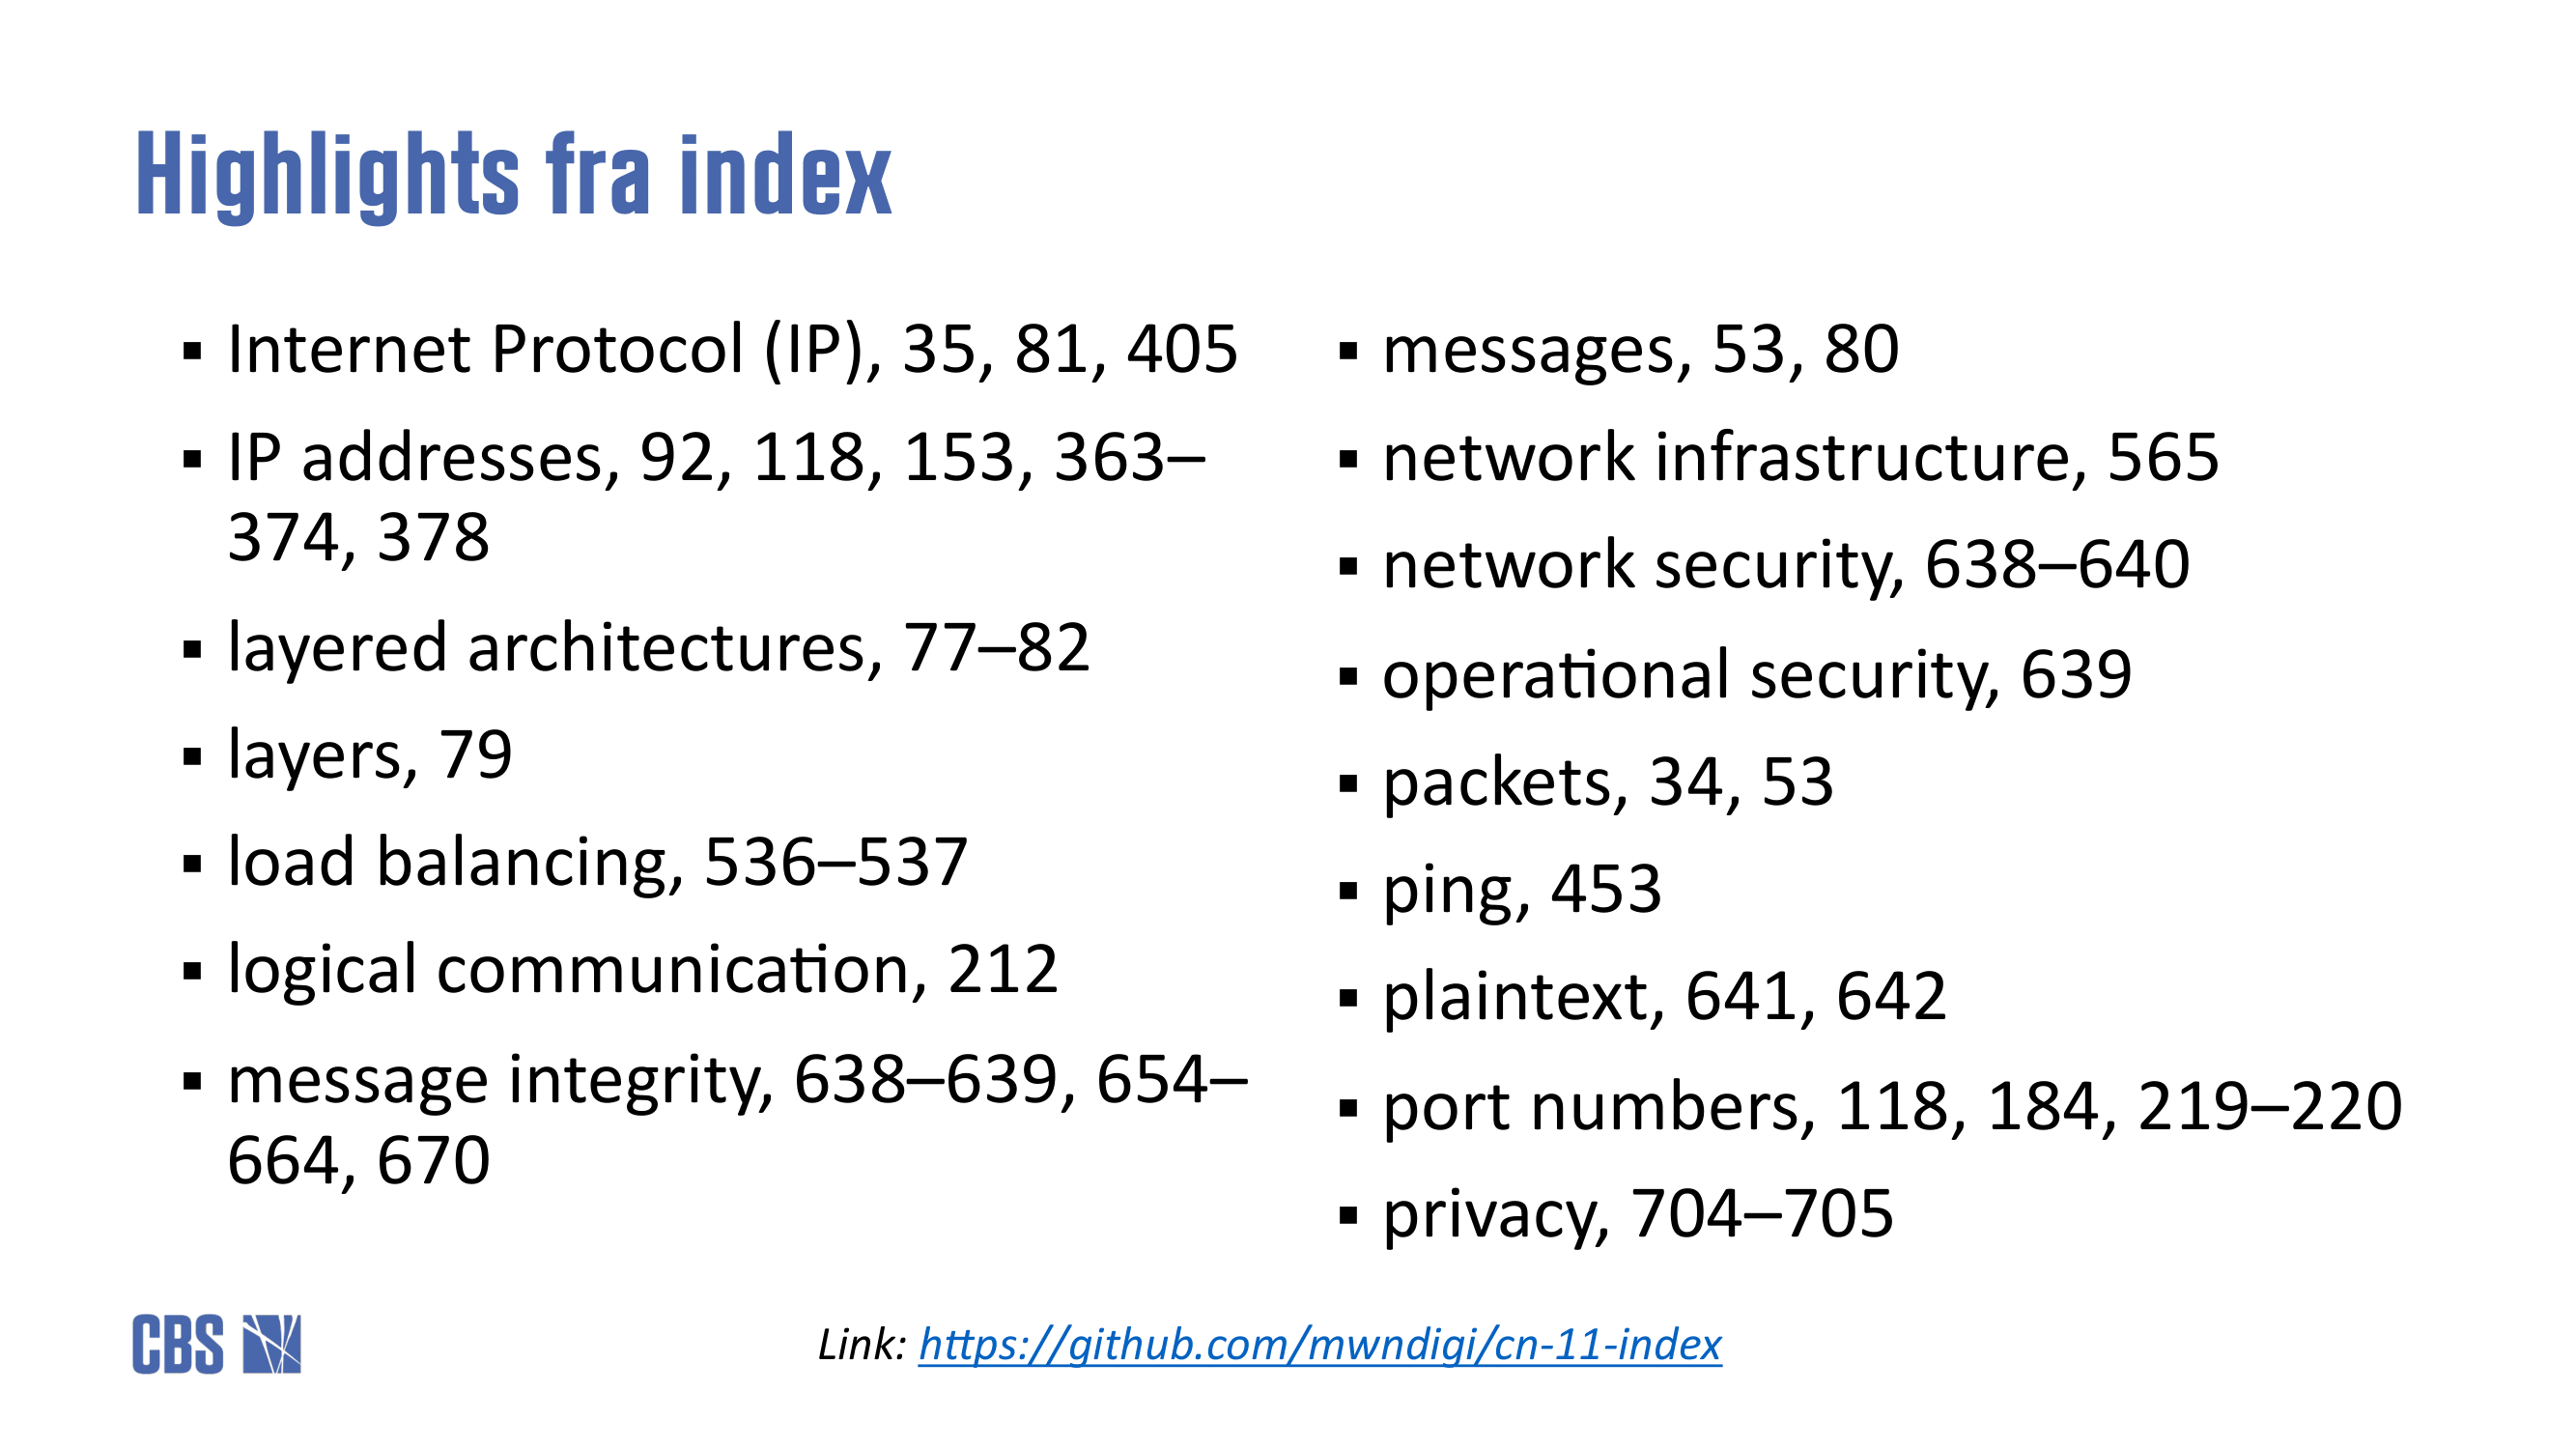 Highlights fra index
▪ Internet Protocol (IP), 35, 81, 405
▪ IP addresses, 92, 118, 153, 363–
374, 378
▪ layered architectures, 77–82
▪ layers, 79
▪ load balancing, 536–537
▪ logical communication, 212
▪ message integrity, 638–639, 654–
664, 670
▪ messages, 53, 80
▪ network infrastructure, 565
▪ network security, 638–640
▪ operational security, 639
▪ packets, 34, 53
▪ ping, 453
▪ plaintext, 641, 642
▪ port numbers, 118, 184, 219–220
▪ privacy, 704–705
CBS
Link: https://github.com/mwndigi/cn-11-index